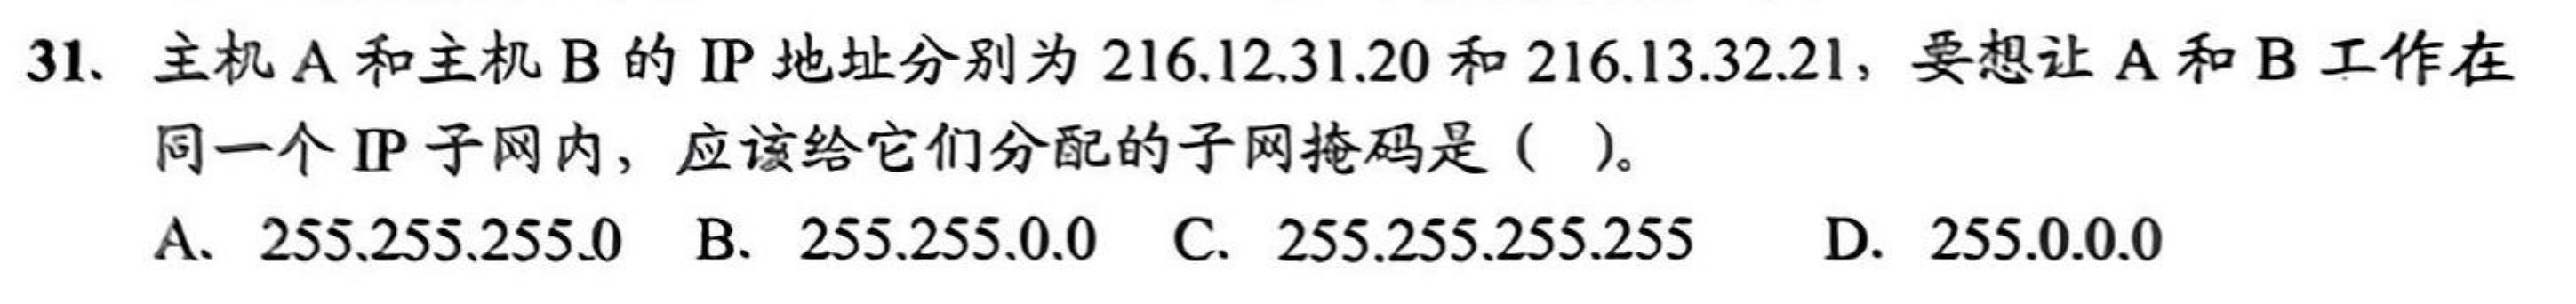 31. 主机 A 和主机 B 的 IP 地址分别为 216.12.31.20 和 216.13.32.21，要想让 A 和 B 工作在
同一个 IP 子网内，应该给它们分配的子网掩码是（ ）。
A. 255.255.255.0 B. 255.255.0.0 C. 255.255.255.255 D. 255.0.0.0